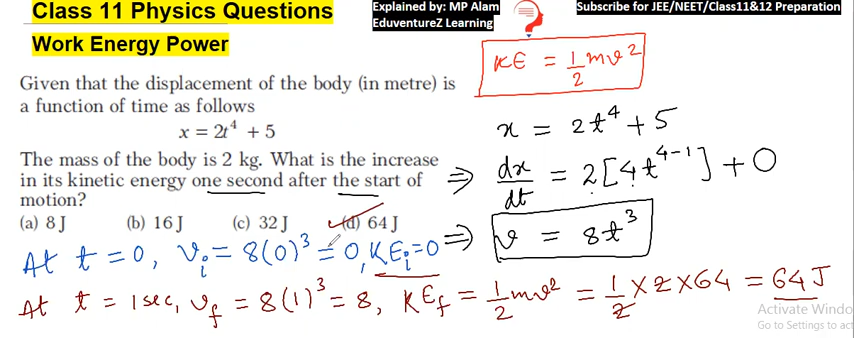 Class 11 Physics Questions
Explained by: MP Alam
EduventureZ Learning
Subscribe for JEE/NEET/Class11&12 Preparation
Work Energy Power
KE = 1/2 mv²
Given that the displacement of the body (in metre) is
a function of time as follows
x = 2t⁴ + 5
The mass of the body is 2 kg. What is the increase
in its kinetic energy one second after the start of
motion?
(a) 8 J (b) 16 J (c) 32 J (d) 64 J
x = 2t⁴ + 5
⇒ dx/dt = 2[4t⁴⁻¹] + 0
⇒ v = 8t³
At t = 0, vᵢ = 8(0)³ = 0, KEᵢ = 0
At t = 1 sec, v_f = 8(1)³ = 8, KE_f = 1/2 mv² = 1/2 × 2 × 64 = 64 J
Activate Windo
Go to Settings to act